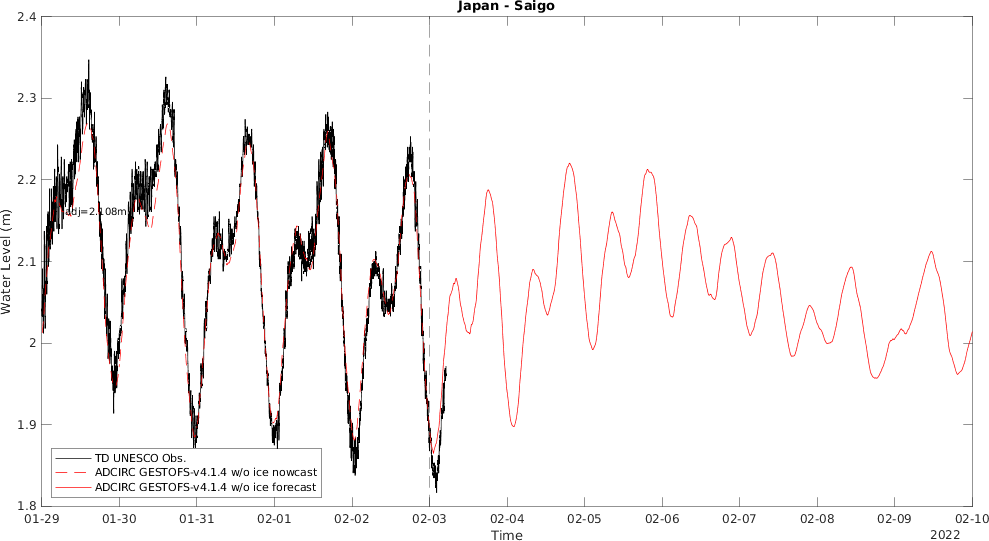 Japan - Saigo
2.4
2.3
2.2
2.1
2
1.9
1.8
Water Level (m)
adj=2.108m
TD UNESCO Obs.
ADCIRC GESTOFS-v4.1.4 w/o ice nowcast
ADCIRC GESTOFS-v4.1.4 w/o ice forecast
01-29 01-30 01-31 02-01 02-02 02-03 02-04 02-05 02-06 02-07 02-08 02-09 02-10
Time
2022